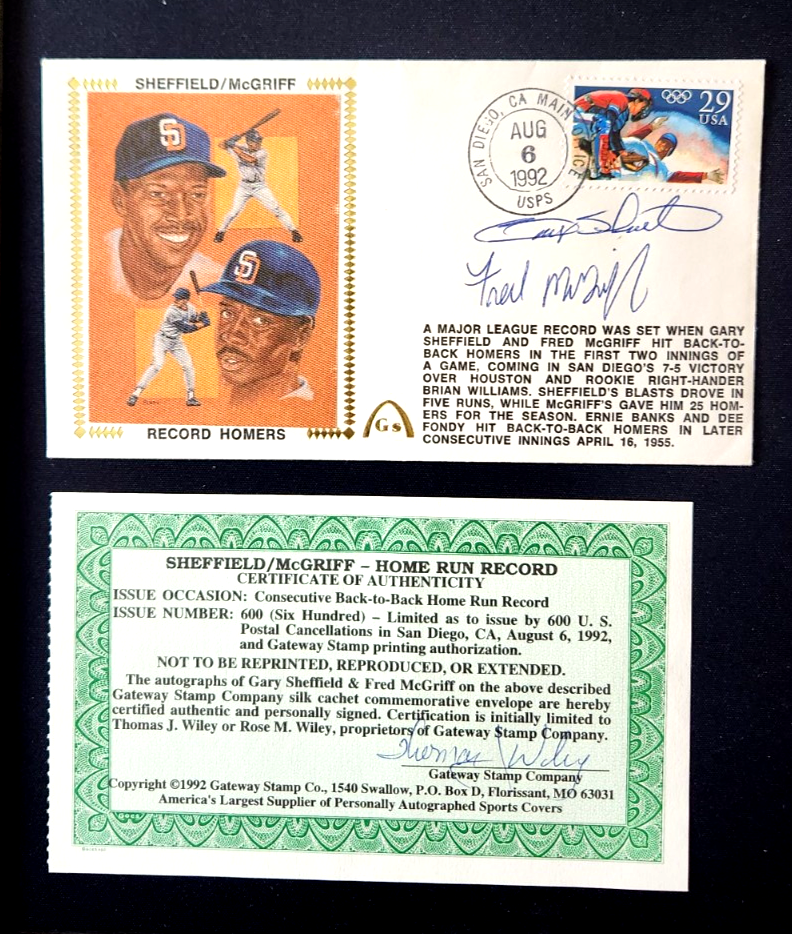 SHEFFIELD/McGRIFF
SD
SD
RECORD HOMERS
Gs
SAN DIEGO, CA MAIN OFFICE
AUG
6
1992
USPS
29
USA
Fred McGriff
A MAJOR LEAGUE RECORD WAS SET WHEN GARY
SHEFFIELD AND FRED McGRIFF HIT BACK-TO-
BACK HOMERS IN THE FIRST TWO INNINGS OF
A GAME, COMING IN SAN DIEGO'S 7-5 VICTORY
OVER HOUSTON AND ROOKIE RIGHT-HANDER
BRIAN WILLIAMS. SHEFFIELD'S BLASTS DROVE IN
FIVE RUNS, WHILE McGRIFF'S GAVE HIM 25 HOM-
ERS FOR THE SEASON. ERNIE BANKS AND DEE
FONDY HIT BACK-TO-BACK HOMERS IN LATER
CONSECUTIVE INNINGS APRIL 16, 1955.
SHEFFIELD/McGRIFF – HOME RUN RECORD
CERTIFICATE OF AUTHENTICITY
ISSUE OCCASION: Consecutive Back-to-Back Home Run Record
ISSUE NUMBER: 600 (Six Hundred) – Limited as to issue by 600 U. S.
Postal Cancellations in San Diego, CA, August 6, 1992,
and Gateway Stamp printing authorization.
NOT TO BE REPRINTED, REPRODUCED, OR EXTENDED.
The autographs of Gary Sheffield & Fred McGriff on the above described
Gateway Stamp Company silk cachet commemorative envelope are hereby
certified authentic and personally signed. Certification is initially limited to
Thomas J. Wiley or Rose M. Wiley, proprietors of Gateway Stamp Company.
Thomas J Wiley
Gateway Stamp Company
Copyright ©1992 Gateway Stamp Co., 1540 Swallow, P.O. Box D, Florissant, MO 63031
America's Largest Supplier of Personally Autographed Sports Covers